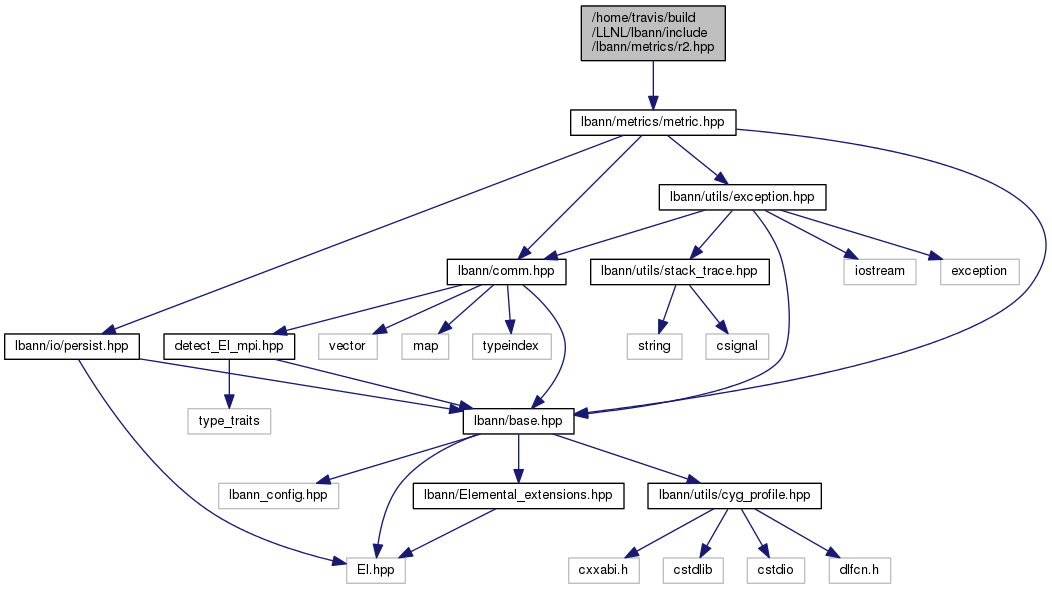 /home/travis/build
/LLNL/lbann/include
/lbann/metrics/r2.hpp
lbann/metrics/metric.hpp
lbann/utils/exception.hpp
lbann/comm.hpp
lbann/utils/stack_trace.hpp
iostream
exception
lbann/io/persist.hpp
detect_El_mpi.hpp
vector
map
typeindex
string
csignal
type_traits
lbann/base.hpp
lbann_config.hpp
lbann/Elemental_extensions.hpp
lbann/utils/cyg_profile.hpp
El.hpp
cxxabi.h
cstdlib
cstdio
dlfcn.h